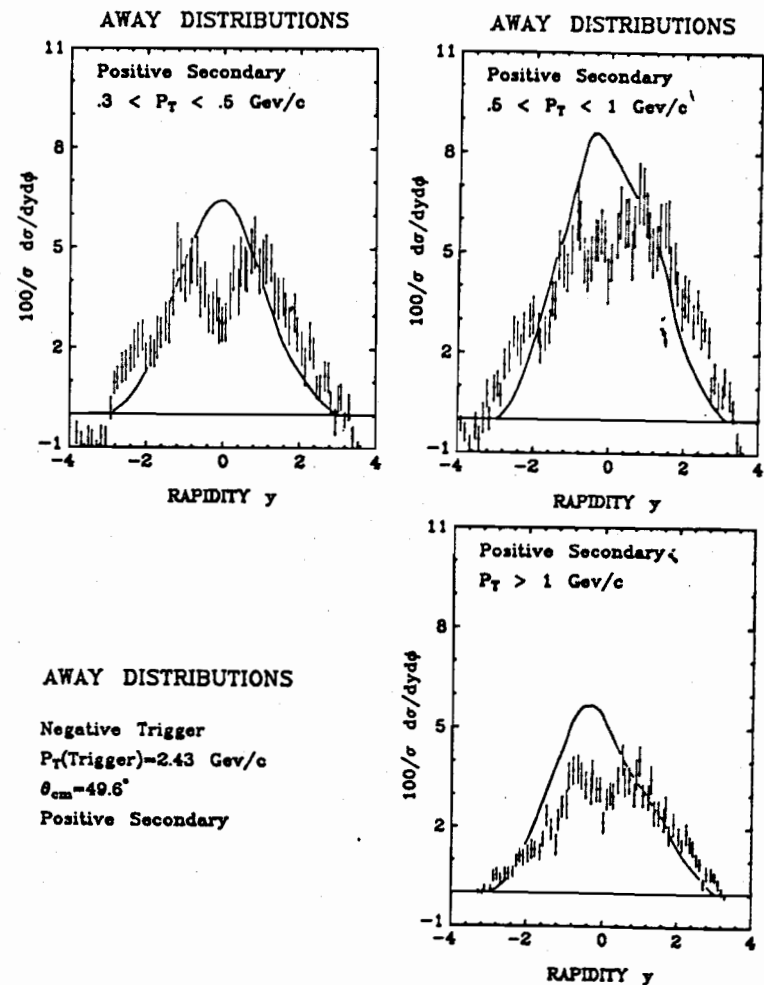 AWAY DISTRIBUTIONS
11
8
5
2
-1
100/σ dσ/dydϕ
Positive Secondary
.3 < P_T < .5 Gev/c
-4 -2 0 2 4
RAPIDITY y
AWAY DISTRIBUTIONS
11
8
5
2
-1
100/σ dσ/dydϕ
Positive Secondary
.5 < P_T < 1 Gev/c
-4 -2 0 2 4
RAPIDITY y
11
8
5
2
-1
100/σ dσ/dydϕ
Positive Secondary
P_T > 1 Gev/c
-4 -2 0 2 4
RAPIDITY y
AWAY DISTRIBUTIONS
Negative Trigger
P_T(Trigger)=2.43 Gev/c
θ_cm=49.6°
Positive Secondary